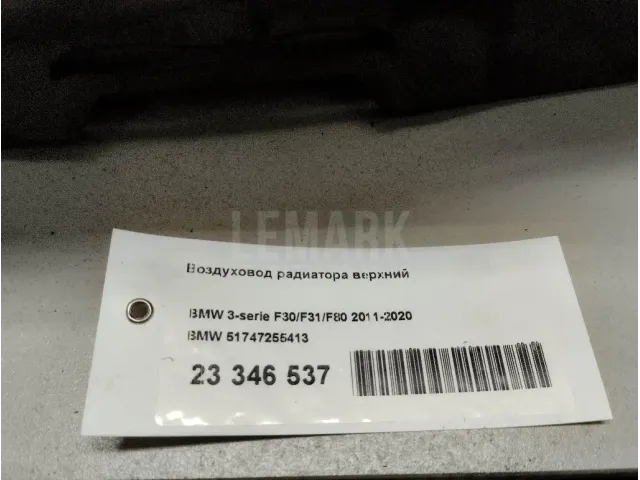 LEMARK
Воздуховод радиатора верхний
BMW 3-serie F30/F31/F80 2011-2020
BMW 51747255413
23 346 537